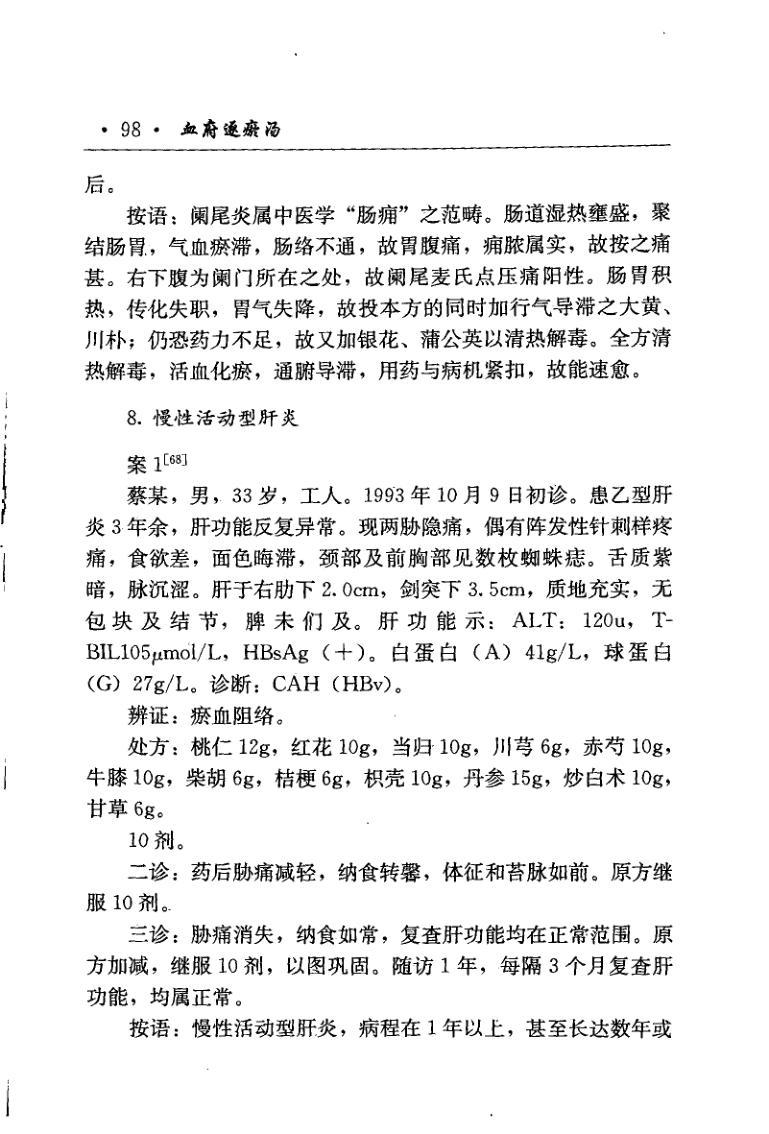 · 98 · 血府逐瘀汤
后。
按语：阑尾炎属中医学“肠痈”之范畴。肠道湿热壅盛，聚
结肠胃，气血瘀滞，肠络不通，故胃腹痛，痈脓属实，故按之痛
甚。右下腹为阑门所在之处，故阑尾麦氏点压痛阳性。肠胃积
热，传化失职，胃气失降，故投本方的同时加行气导滞之大黄、
川朴；仍恐药力不足，故又加银花、蒲公英以清热解毒。全方清
热解毒，活血化瘀，通腑导滞，用药与病机紧扣，故能速愈。
8. 慢性活动型肝炎
案 1[68]
蔡某，男，33 岁，工人。1993 年 10 月 9 日初诊。患乙型肝
炎 3 年余，肝功能反复异常。现两胁隐痛，偶有阵发性针刺样疼
痛，食欲差，面色晦滞，颈部及前胸部见数枚蜘蛛痣。舌质紫
暗，脉沉涩。肝于右肋下 2.0cm，剑突下 3.5cm，质地充实，无
包块及结节，脾未们及。肝功能示：ALT：120u，T-
BIL105μmol/L，HBsAg（+）。白蛋白（A）41g/L，球蛋白
（G）27g/L。诊断：CAH（HBv）。
辨证：瘀血阻络。
处方：桃仁 12g，红花 10g，当归 10g，川芎 6g，赤芍 10g，
牛膝 10g，柴胡 6g，桔梗 6g，枳壳 10g，丹参 15g，炒白术 10g，
甘草 6g。
10 剂。
二诊：药后胁痛减轻，纳食转馨，体征和苔脉如前。原方继
服 10 剂。
三诊：胁痛消失，纳食如常，复查肝功能均在正常范围。原
方加减，继服 10 剂，以图巩固。随访 1 年，每隔 3 个月复查肝
功能，均属正常。
按语：慢性活动型肝炎，病程在 1 年以上，甚至长达数年或